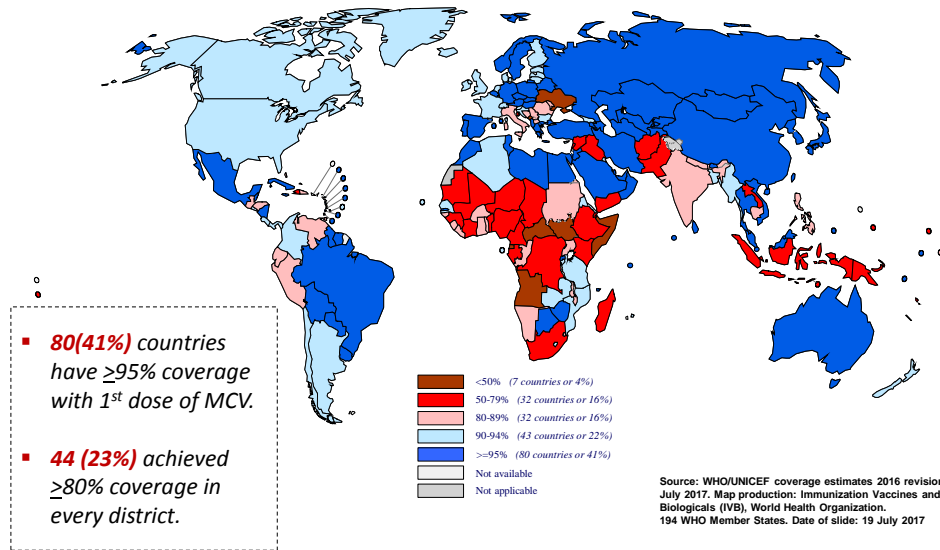 80(41%) countries
have >95% coverage
with 1st dose of MCV.
44 (23%) achieved
>80% coverage in
every district.
<50% (7 countries or 4%)
50-79% (32 countries or 16%)
80-89% (32 countries or 16%)
90-94% (43 countries or 22%)
>=95% (80 countries or 41%)
Not available
Not applicable
Source: WHO/UNICEF coverage estimates 2016 revision
July 2017. Map production: Immunization Vaccines and
Biologicals (IVB), World Health Organization.
194 WHO Member States. Date of slide: 19 July 2017